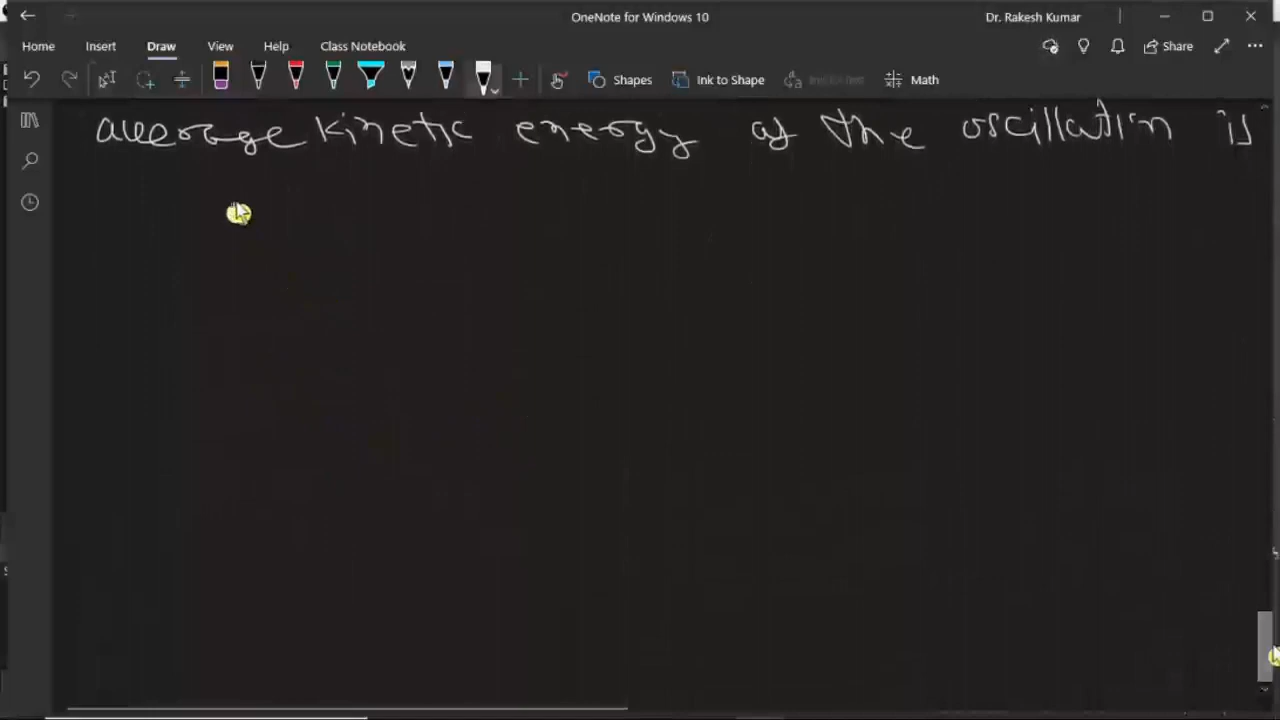 OneNote for Windows 10
Dr. Rakesh Kumar
Home Insert Draw View Help Class Notebook
Share
Shapes Ink to Shape Math
average kinetic energy of the oscillation is